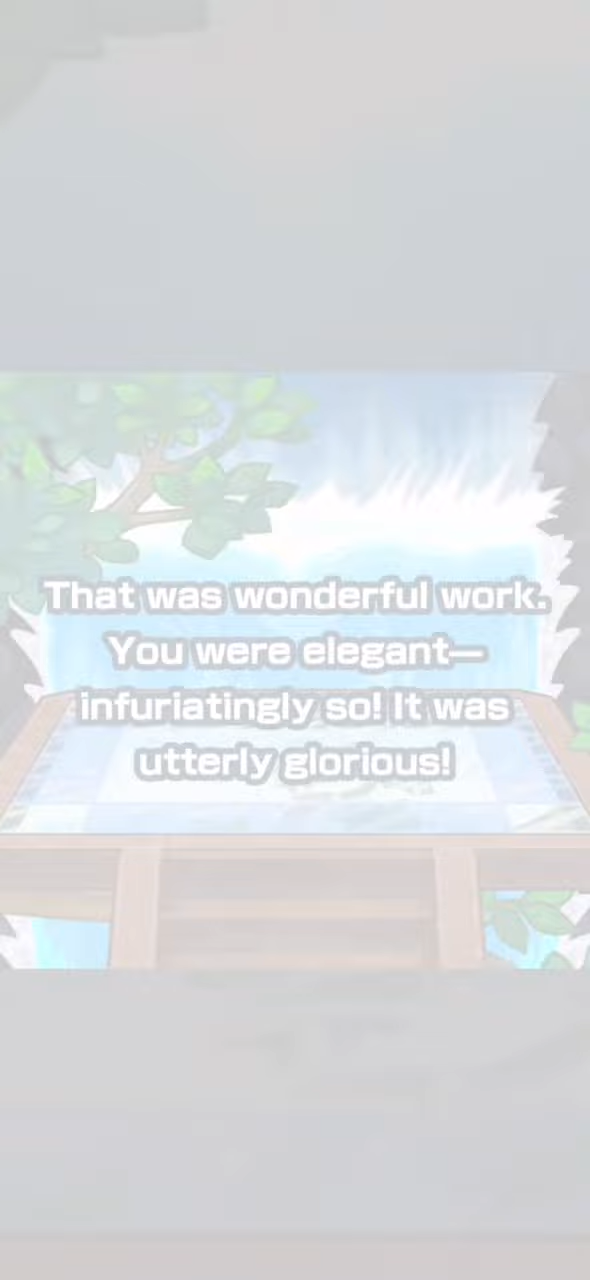 That was wonderful work.
You were elegant—
infuriatingly so! It was
utterly glorious!